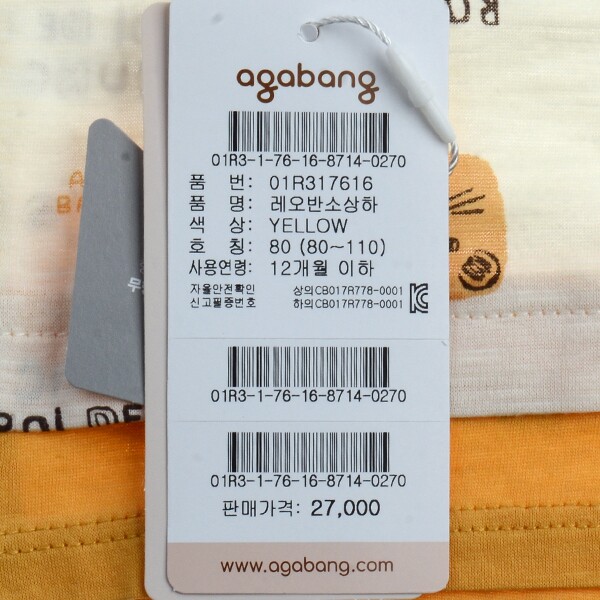 agabang
01R3-1-76-16-8714-0270
품 번: 01R317616
품 명: 레오반소상하
색 상: YELLOW
호 칭: 80 (80~110)
사용연령: 12개월 이하
자율안전확인 상의CB017R778-0001
신고필증번호 하의CB017R778-0001
01R3-1-76-16-8714-0270
01R3-1-76-16-8714-0270
판매가격: 27,000
www.agabang.com